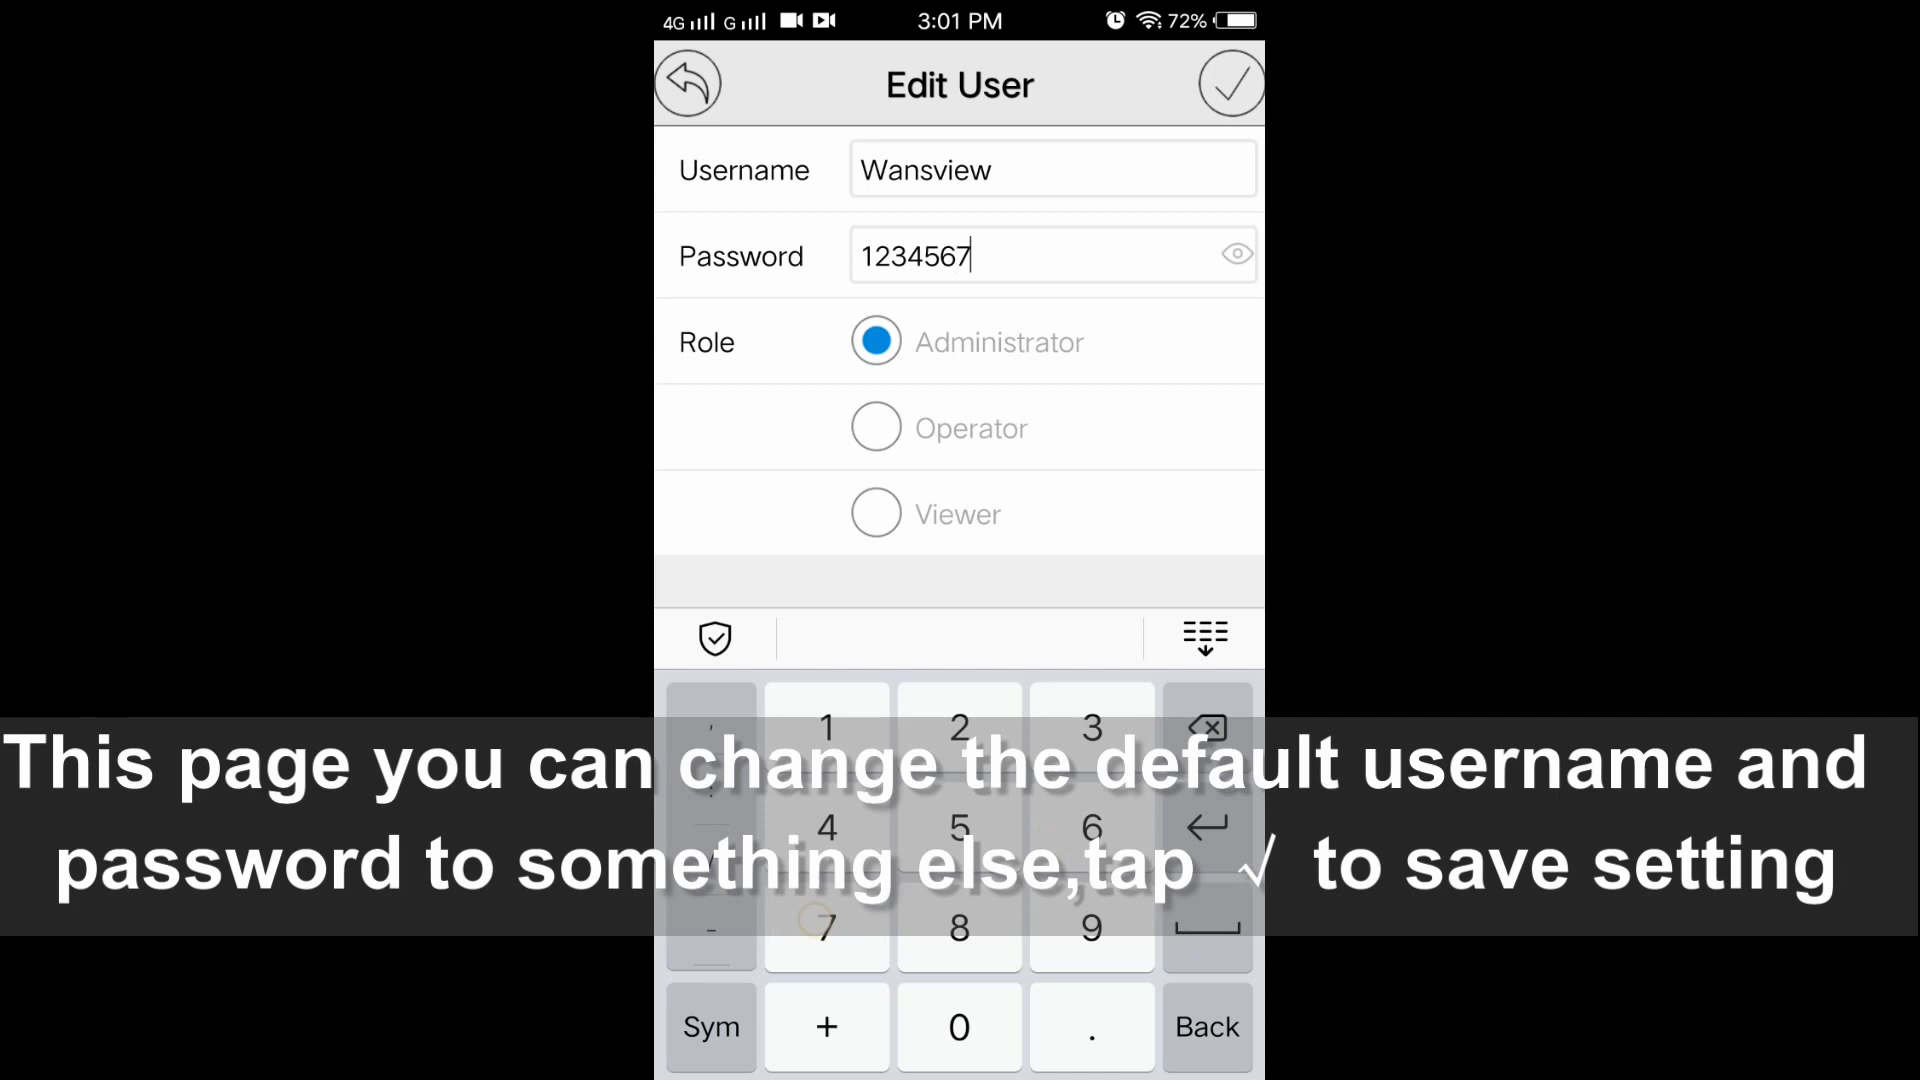 4G G 3:01 PM 72%
Edit User
Username Wansview
Password 1234567
Role Administrator
Operator
Viewer
' 1 2 3
This page you can change the default username and
: 4 5 6
password to something else,tap √ to save setting
- 7 8 9
Sym + 0 . Back